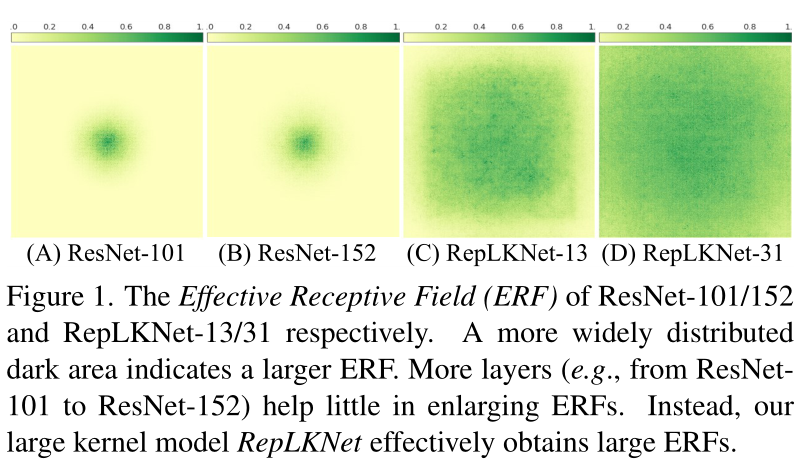 .0 0.2 0.4 0.6 0.8 1. .0 0.2 0.4 0.6 0.8 1. 0.2 0.4 0.6 0.8 1. 0.2 0.4 0.6 0.8 1.
(A) ResNet-101 (B) ResNet-152 (C) RepLKNet-13 (D) RepLKNet-31
Figure 1. The Effective Receptive Field (ERF) of ResNet-101/152
and RepLKNet-13/31 respectively. A more widely distributed
dark area indicates a larger ERF. More layers (e.g., from ResNet-
101 to ResNet-152) help little in enlarging ERFs. Instead, our
large kernel model RepLKNet effectively obtains large ERFs.